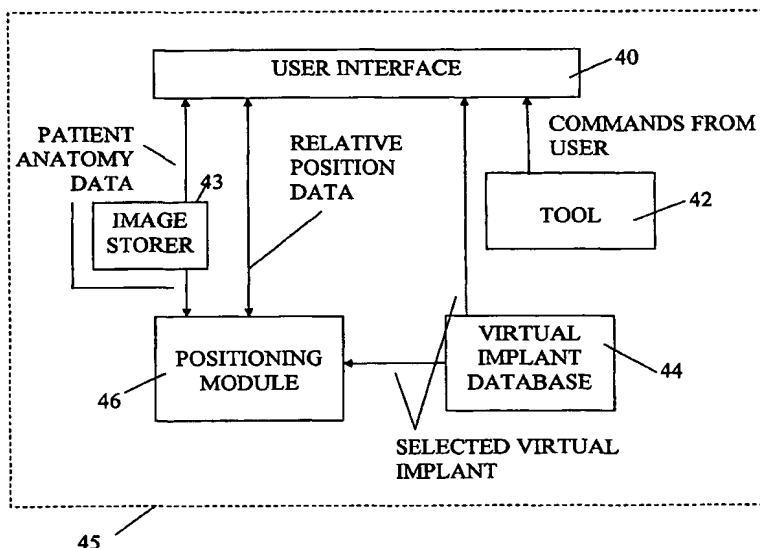 USER INTERFACE
40
PATIENT
ANATOMY
DATA
RELATIVE
POSITION
DATA
COMMANDS FROM
USER
43
IMAGE
STORER
TOOL
42
POSITIONING
MODULE
46
VIRTUAL
IMPLANT
DATABASE
44
SELECTED VIRTUAL
IMPLANT
45